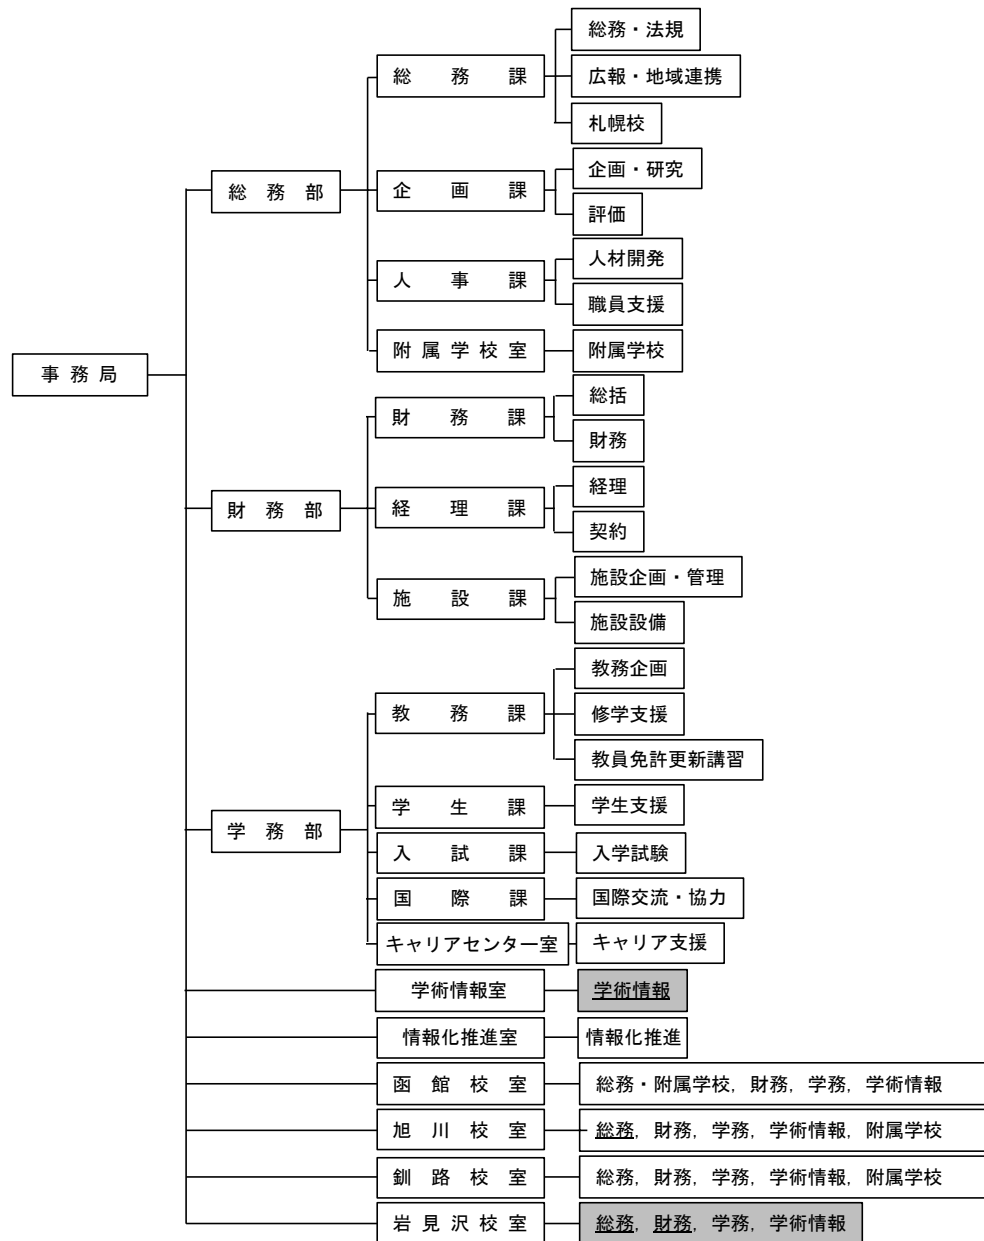 総務・法規
総務課
広報・地域連携
札幌校
企画・研究
総務部
企画課
評価
人材開発
人事課
職員支援
附属学校室
附属学校
事務局
総括
財務課
財務
経理
財務部
経理課
契約
施設企画・管理
施設課
施設設備
教務企画
教務課
修学支援
教員免許更新講習
学生課
学生支援
学務部
入試課
入学試験
国際課
国際交流・協力
キャリアセンター室
キャリア支援
学術情報室
学術情報
情報化推進室
情報化推進
函館校室
総務・附属学校, 財務, 学務, 学術情報
旭川校室
総務, 財務, 学務, 学術情報, 附属学校
釧路校室
総務, 財務, 学務, 学術情報, 附属学校
岩見沢校室
総務, 財務, 学務, 学術情報